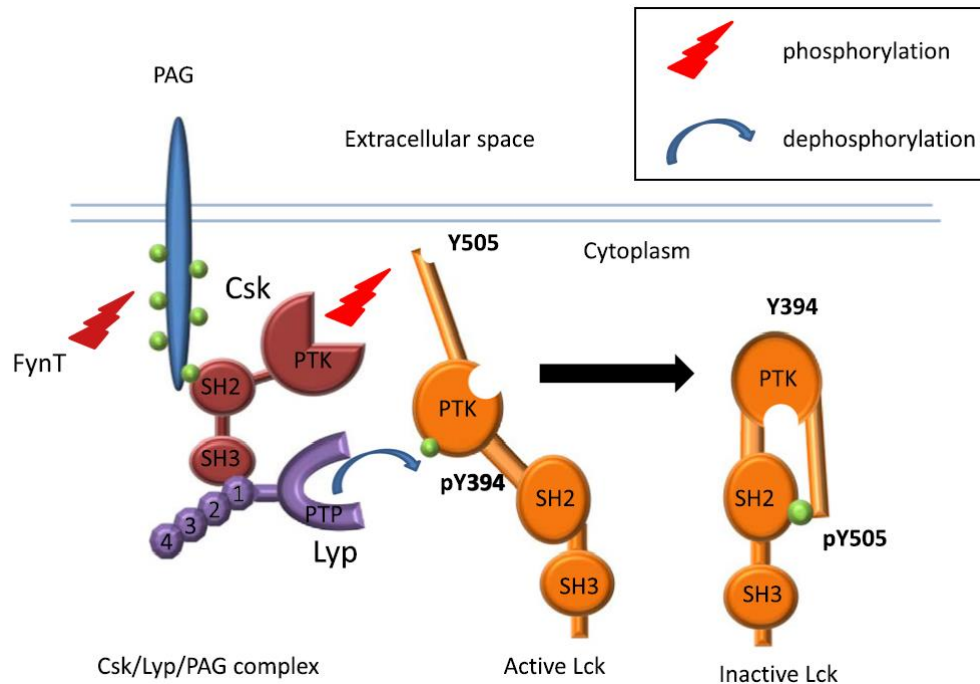 phosphorylation
dephosphorylation
PAG
Extracellular space
Cytoplasm
Y505
Csk
PTK
FynT
SH2
SH3
1
2
3
4
PTP
Lyp
PTK
pY394
SH2
SH3
Y394
PTK
SH2
pY505
SH3
Csk/Lyp/PAG complex
Active Lck
Inactive Lck